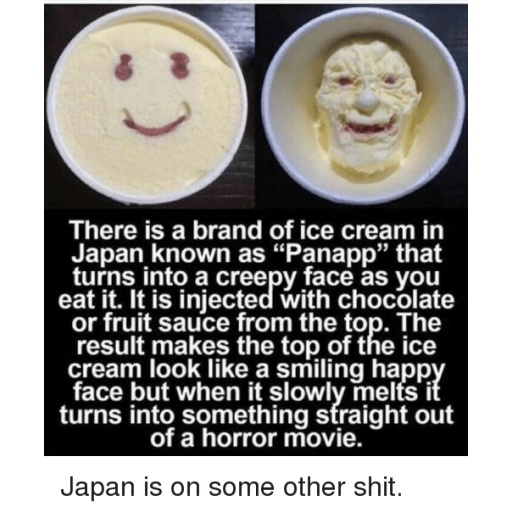 There is a brand of ice cream in
Japan known as “Panapp” that
turns into a creepy face as you
eat it. It is injected with chocolate
or fruit sauce from the top. The
result makes the top of the ice
cream look like a smiling happy
face but when it slowly melts it
turns into something straight out
of a horror movie.
Japan is on some other shit.